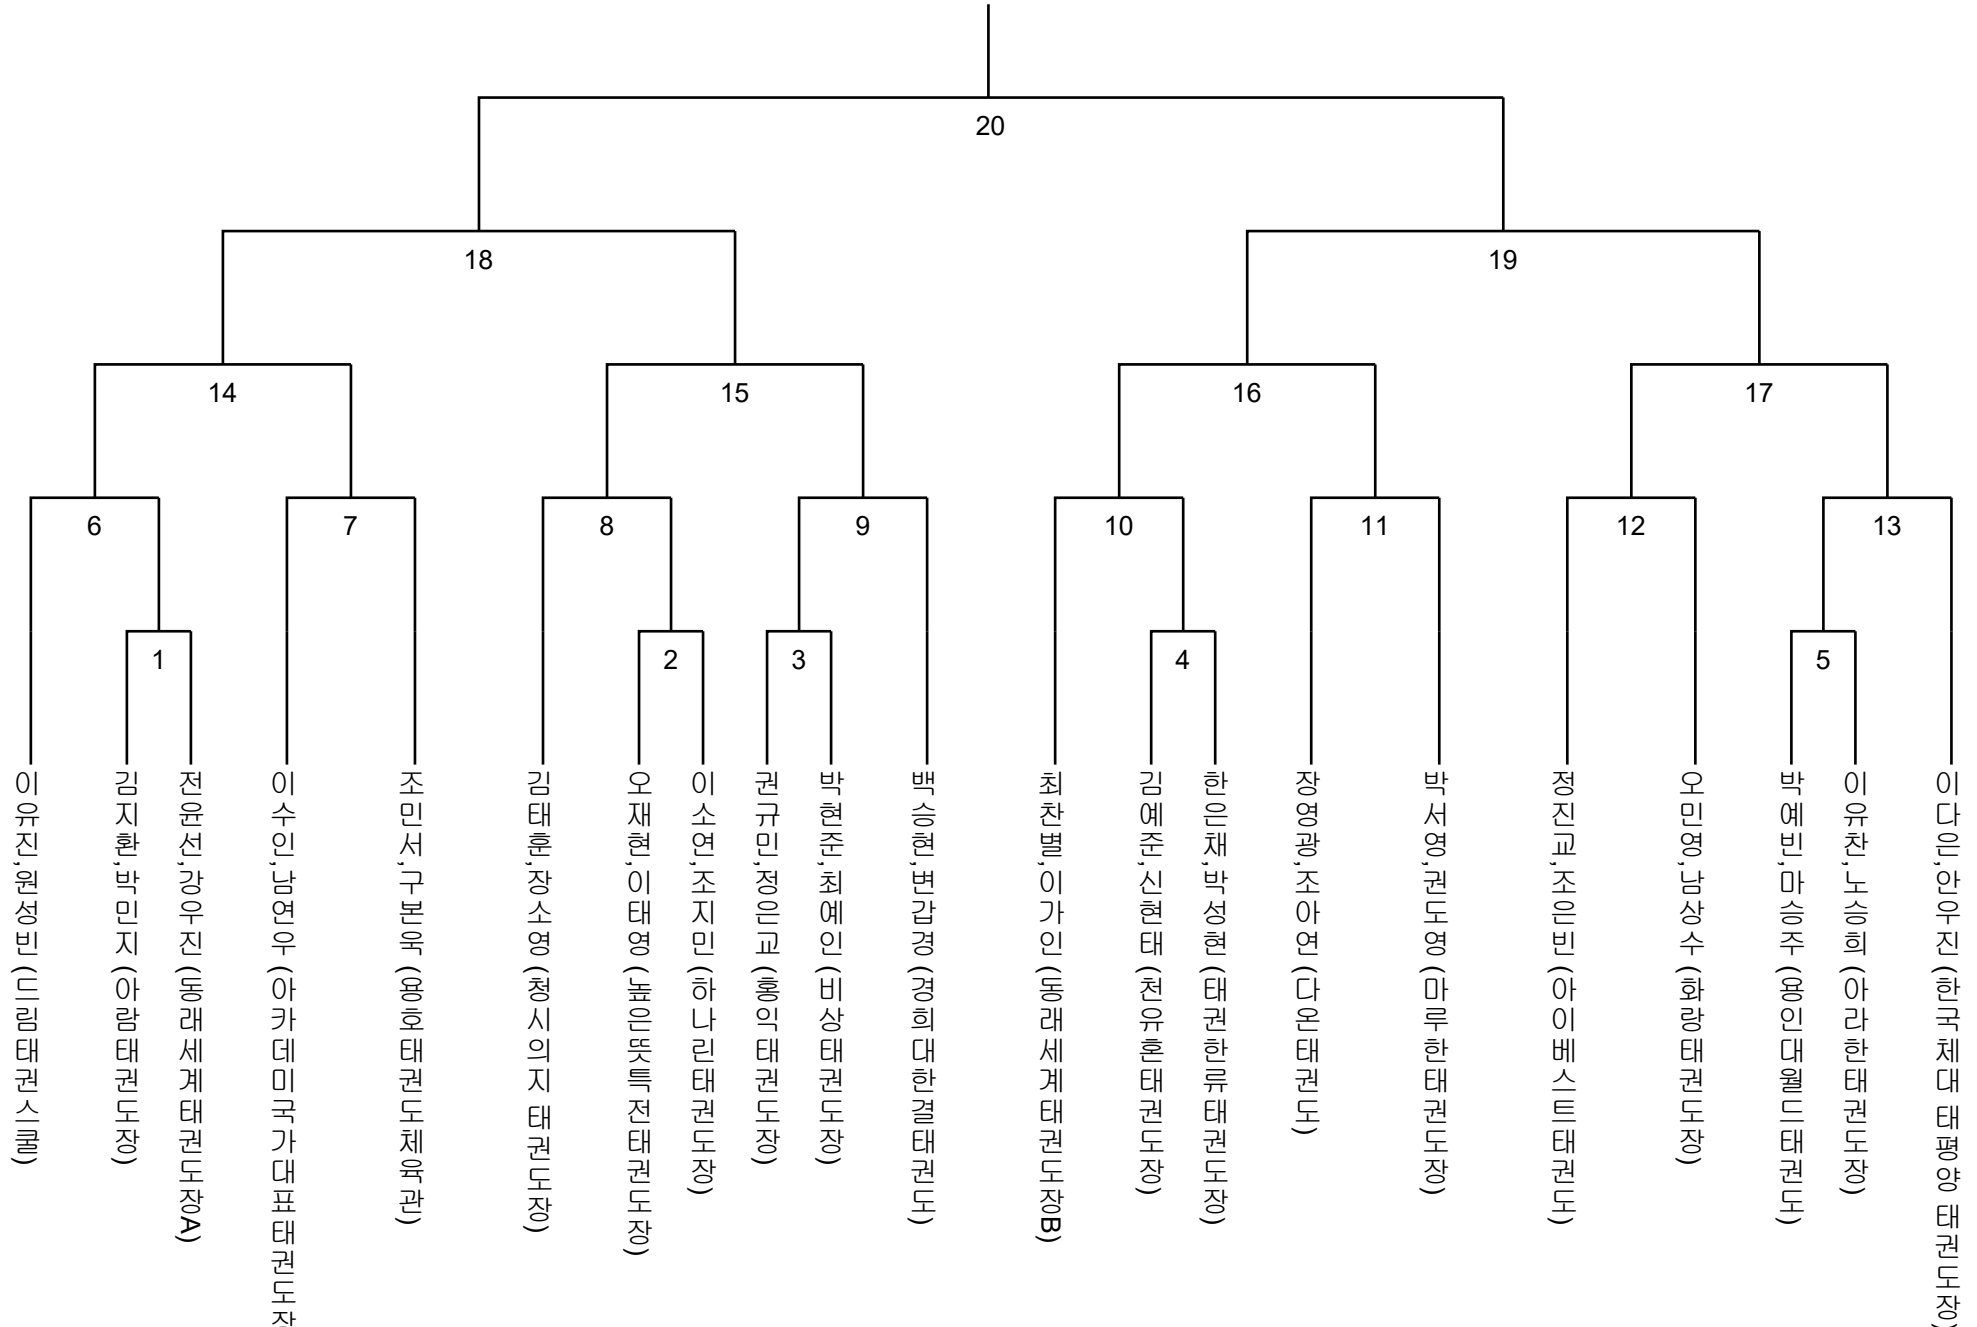 20
18
19
14
15
16
17
6
7
8
9
10
11
12
13
1
2
3
4
5
이유진,원성빈 (드림태권스쿨)
김지환,박민지 (아람태권도장)
전윤선,강우진 (동래세계태권도장A)
이수인,남연우 (아카데미국가대표태권도장
조민서,구본욱 (용호태권도체육관)
김태훈,장소영 (청시의지 태권도장)
오재현,이태영 (높은뜻특전태권도장)
이소연,조지민 (하나린태권도장)
권규민,정은교 (홍익태권도장)
박현준,최예인 (비상태권도장)
백승현,변갑경 (경희대한결태권도)
최찬별,이가인 (동래세계태권도장B)
김예준,신현태 (천유혼태권도장)
한은채,박성현 (태권한류태권도장)
장영광,조아연 (다온태권도)
박서영,권도영 (마루한태권도장)
정진교,조은빈 (아이베스트태권도)
오민영,남상수 (화랑태권도장)
박예빈,마승주 (용인대월드태권도)
이유찬,노승희 (아라한태권도장)
이다은,안우진 (한국체대 태평양 태권도장)